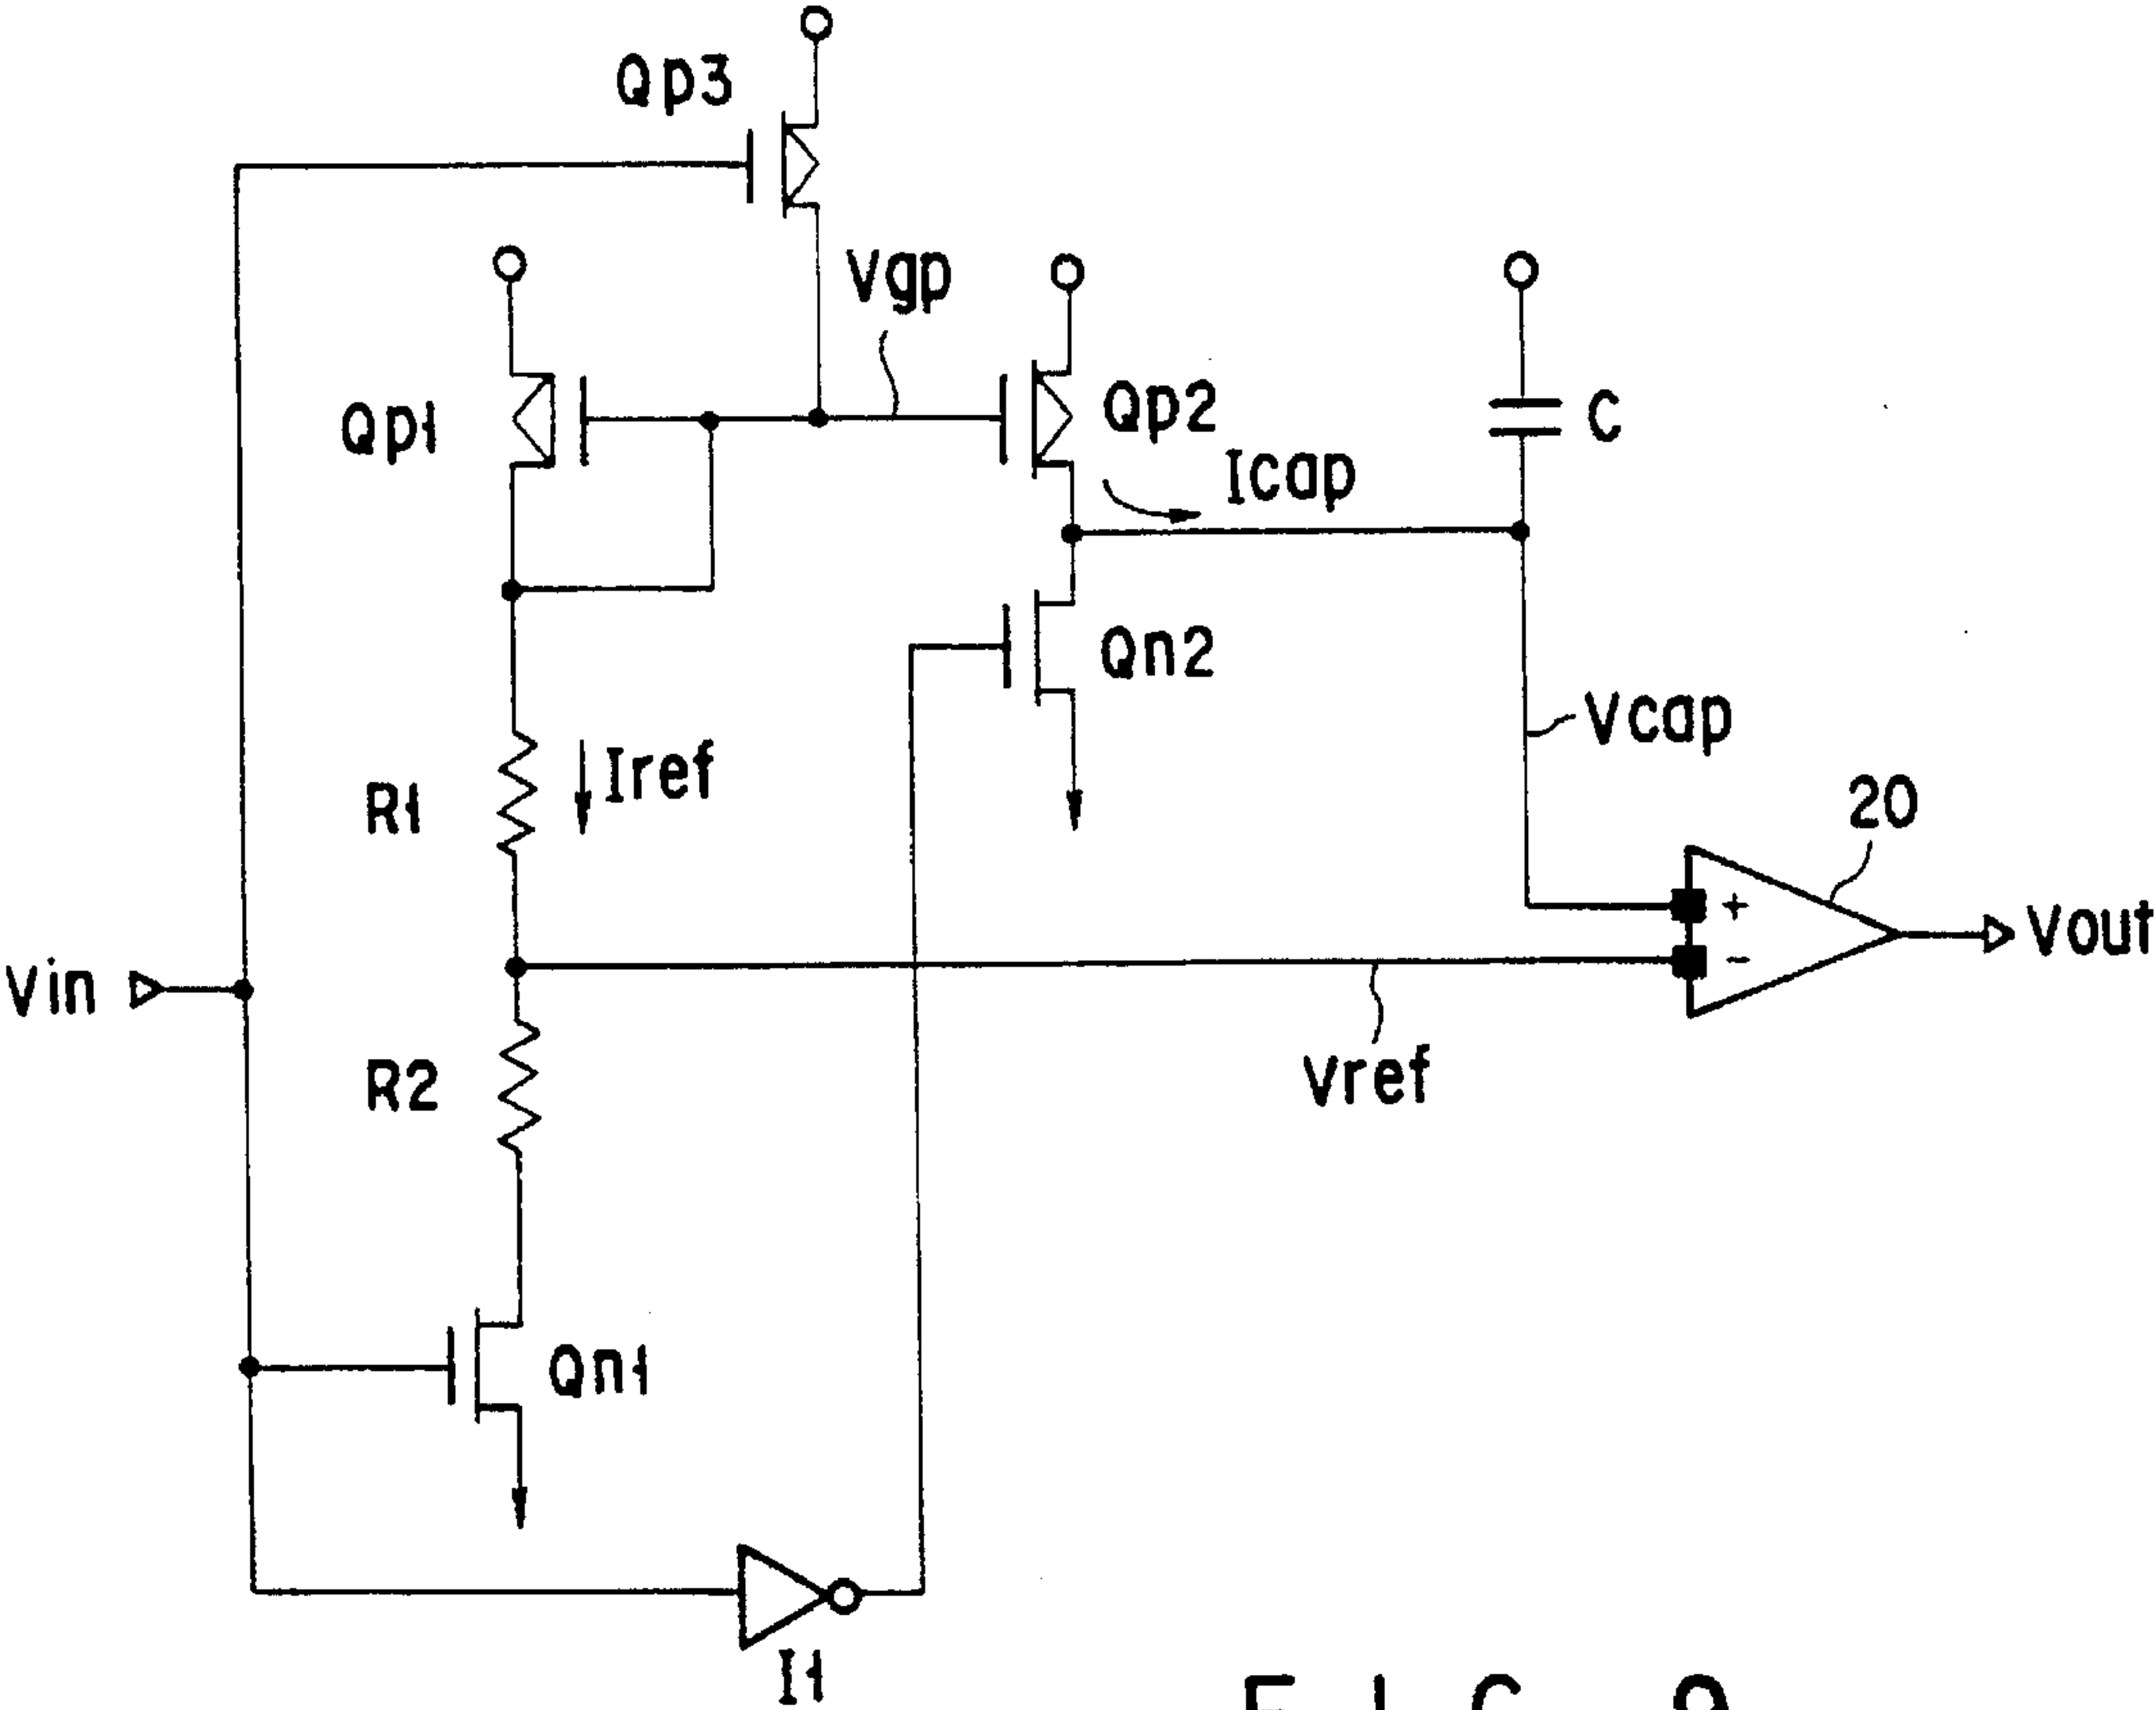 Qp3
Vgp
Qp1
Qp2
C
Icap
Qn2
Vcap
R1
Iref
20
+
Vout
Vin
-
R2
Vref
Qn1
I1